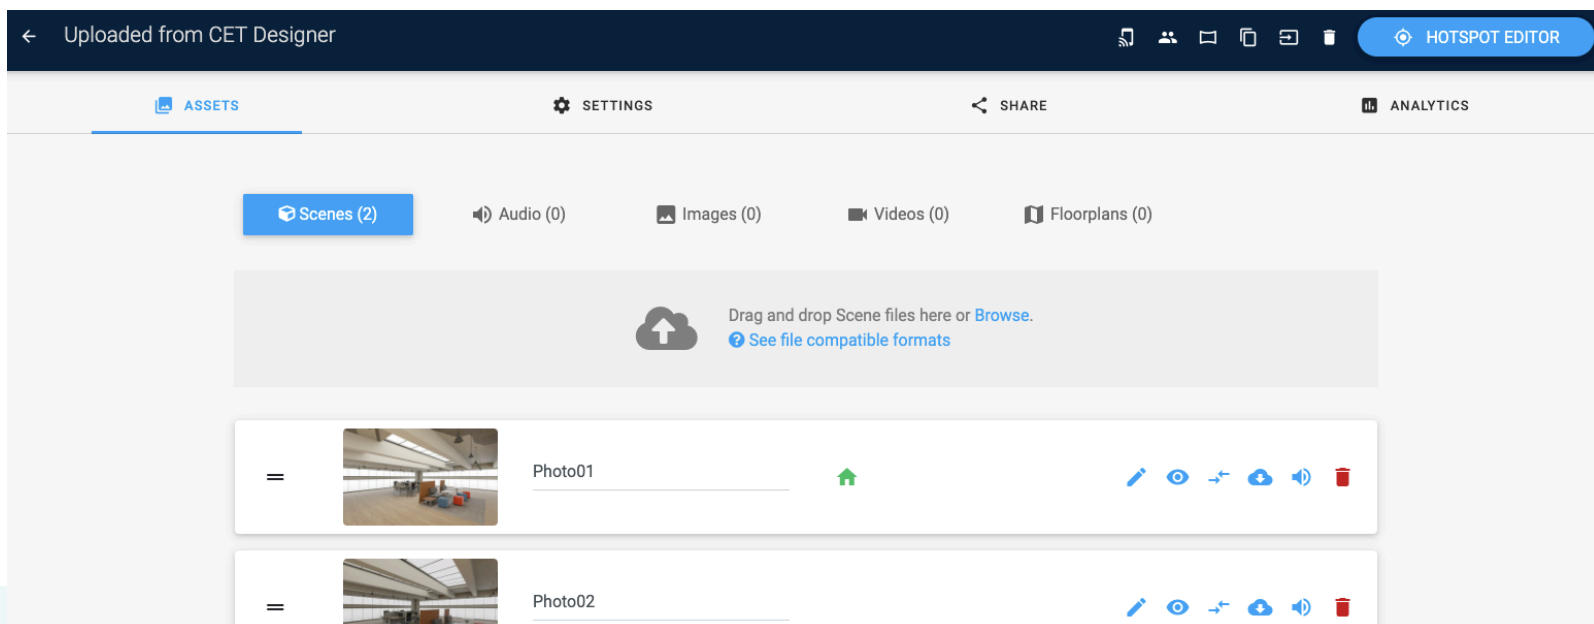 Uploaded from CET Designer
HOTSPOT EDITOR
ASSETS
SETTINGS
SHARE
ANALYTICS
Scenes (2)
Audio (0)
Images (0)
Videos (0)
Floorplans (0)
Drag and drop Scene files here or Browse.
See file compatible formats
Photo01
Photo02